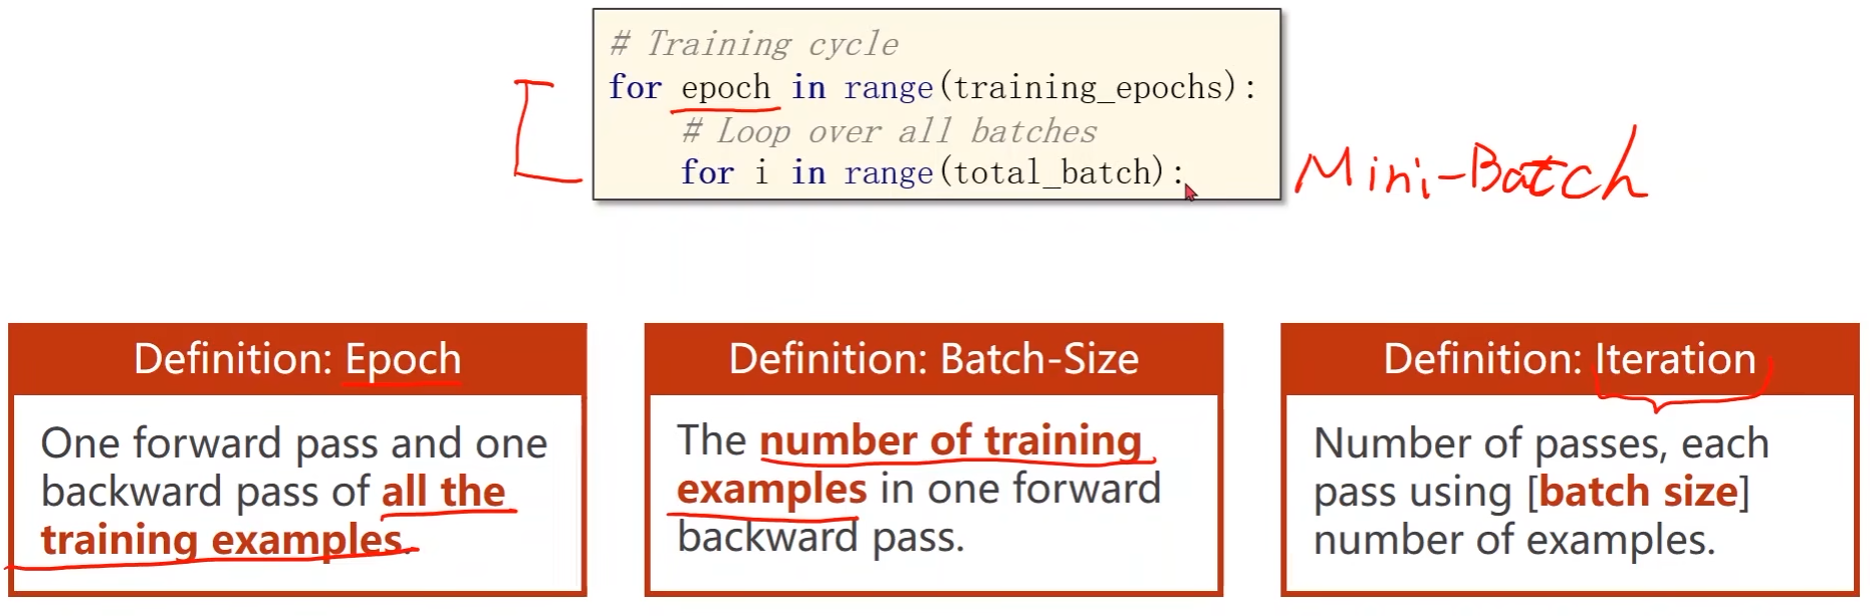 # Training cycle
for epoch in range(training_epochs):
# Loop over all batches
for i in range(total_batch):
Mini-Batch
Definition: Epoch
One forward pass and one
backward pass of all the
training examples.
Definition: Batch-Size
The number of training
examples in one forward
backward pass.
Definition: Iteration
Number of passes, each
pass using [batch size]
number of examples.